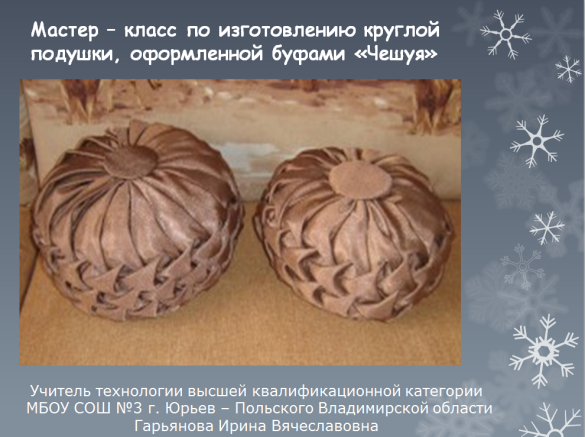 Мастер – класс по изготовлению круглой
подушки, оформленной буфами «Чешуя»
Учитель технологии высшей квалификационной категории
МБОУ СОШ №3 г. Юрьев – Польского Владимирской области
Гарьянова Ирина Вячеславовна